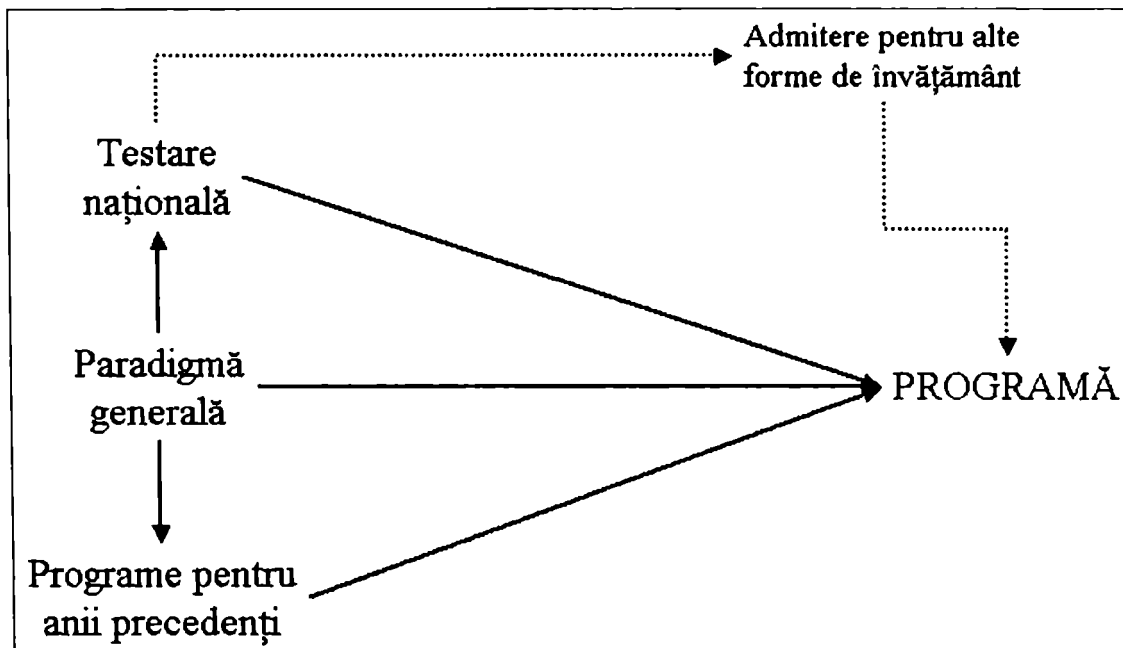 Admitere pentru alte
forme de învățământ
Testare
națională
Paradigmă
generală
PROGRAMĂ
Programe pentru
anii precedenți